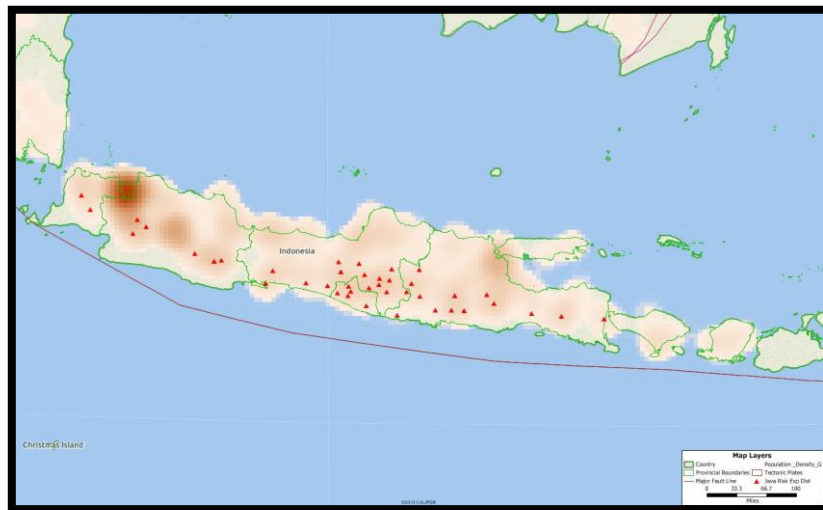 Indonesia
Christmas Island
Map Layers
Country Population _Density_G
Provincial Boundaries Tectonic Plates
Major Fault Line Java Risk Exp Dist
0 33.3 66.7 100
Miles
©2015 CALIPER